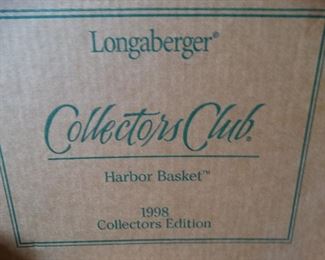 Longaberger®
Collectors Club®
Harbor Basket™
1998
Collectors Edition